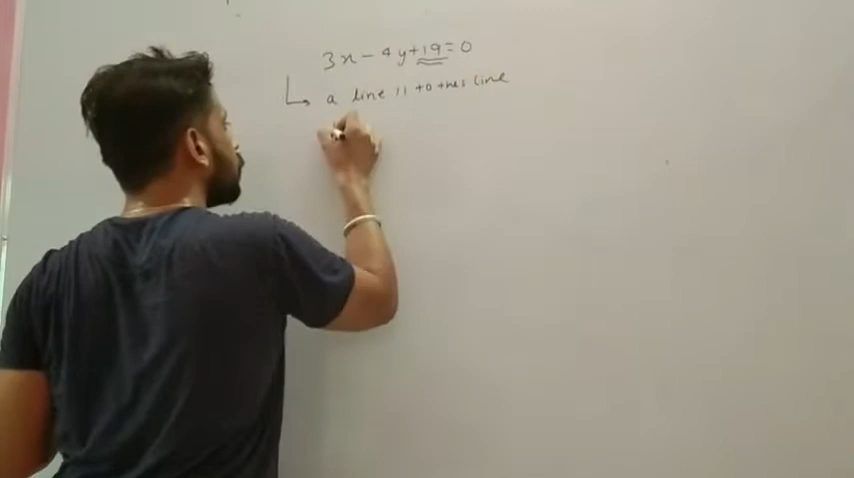 3x - 4y + 19 = 0
↳ a line || to this line